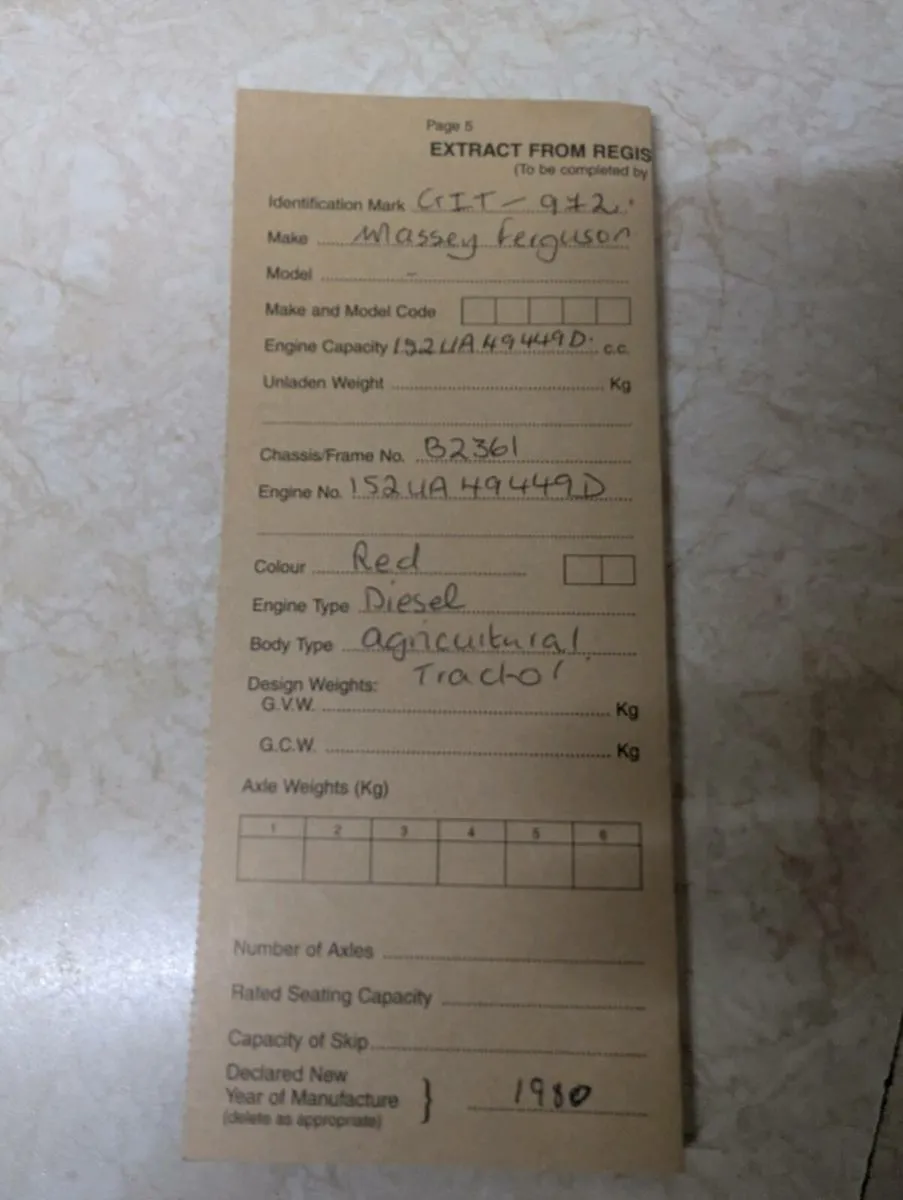 Page 5
EXTRACT FROM REGIS
(To be completed by
Identification Mark GIT - 972
Make Massey Ferguson
Model -
Make and Model Code
Engine Capacity 152UA49449D c.c.
Unladen Weight Kg
Chassis/Frame No. B2361
Engine No. 152UA49449D
Colour Red
Engine Type Diesel
Body Type agricultural
Tractor
Design Weights:
G.V.W. Kg
G.C.W. Kg
Axle Weights (Kg)
1 2 3 4 5 6
Number of Axles
Rated Seating Capacity
Capacity of Skip
Declared New
Year of Manufacture } 1980
(delete as appropriate)